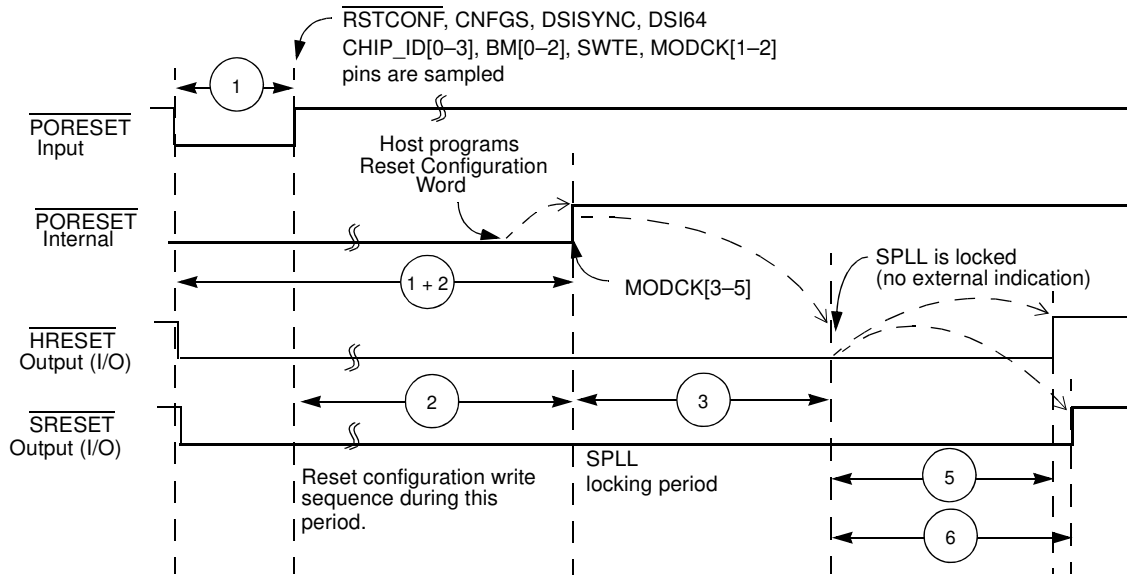 RSTCONF, CNFGS, DSISYNC, DSI64
CHIP_ID[0–3], BM[0–2], SWTE, MODCK[1–2]
pins are sampled
1
PORESET
Input
Host programs
Reset Configuration
Word
PORESET
Internal
SPLL is locked
(no external indication)
1 + 2
MODCK[3–5]
HRESET
Output (I/O)
2
3
SRESET
Output (I/O)
Reset configuration write
sequence during this
period.
SPLL
locking period
5
6